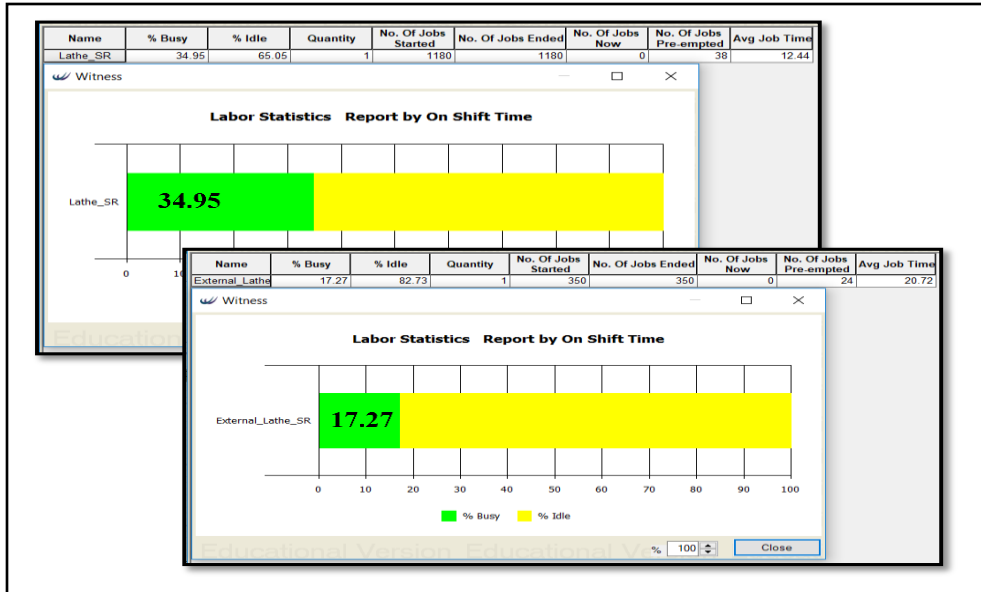 Name % Busy % Idle Quantity No. Of Jobs Started No. Of Jobs Ended No. Of Jobs Now No. Of Jobs Pre-empted Avg Job Time
Lathe_SR 34.95 65.05 1 1180 1180 0 38 12.44
Witness
Labor Statistics Report by On Shift Time
Lathe_SR 34.95
0
Name % Busy % Idle Quantity No. Of Jobs Started No. Of Jobs Ended No. Of Jobs Now No. Of Jobs Pre-empted Avg Job Time
External_Lathe 17.27 82.73 1 350 350 0 24 20.72
Witness
Labor Statistics Report by On Shift Time
External_Lathe_SR 17.27
0 10 20 30 40 50 60 70 80 90 100
% Busy % Idle
Educational Version Educational
% 100 Close